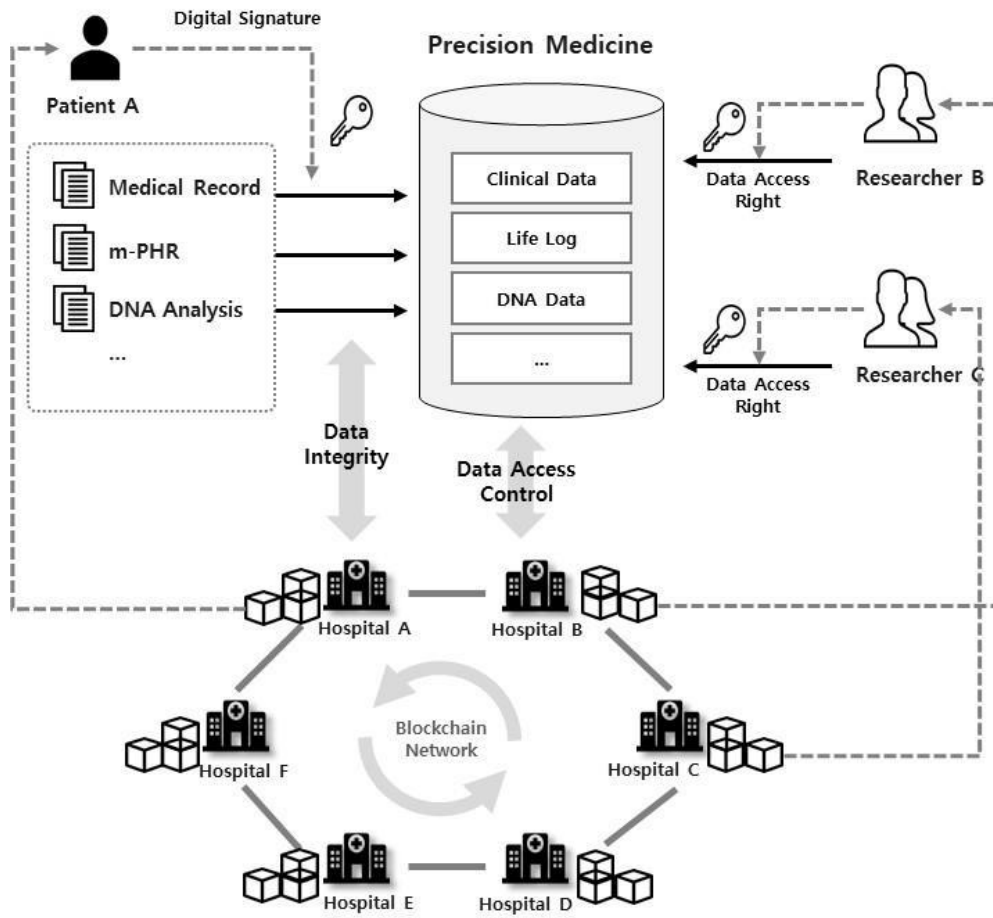 Digital Signature
Precision Medicine
Patient A
Medical Record
m-PHR
DNA Analysis
...
Clinical Data
Life Log
DNA Data
...
Data Access
Right
Researcher B
Data Access
Right
Researcher C
Data
Integrity
Data Access
Control
Hospital A
Hospital B
Blockchain
Network
Hospital F
Hospital C
Hospital E
Hospital D